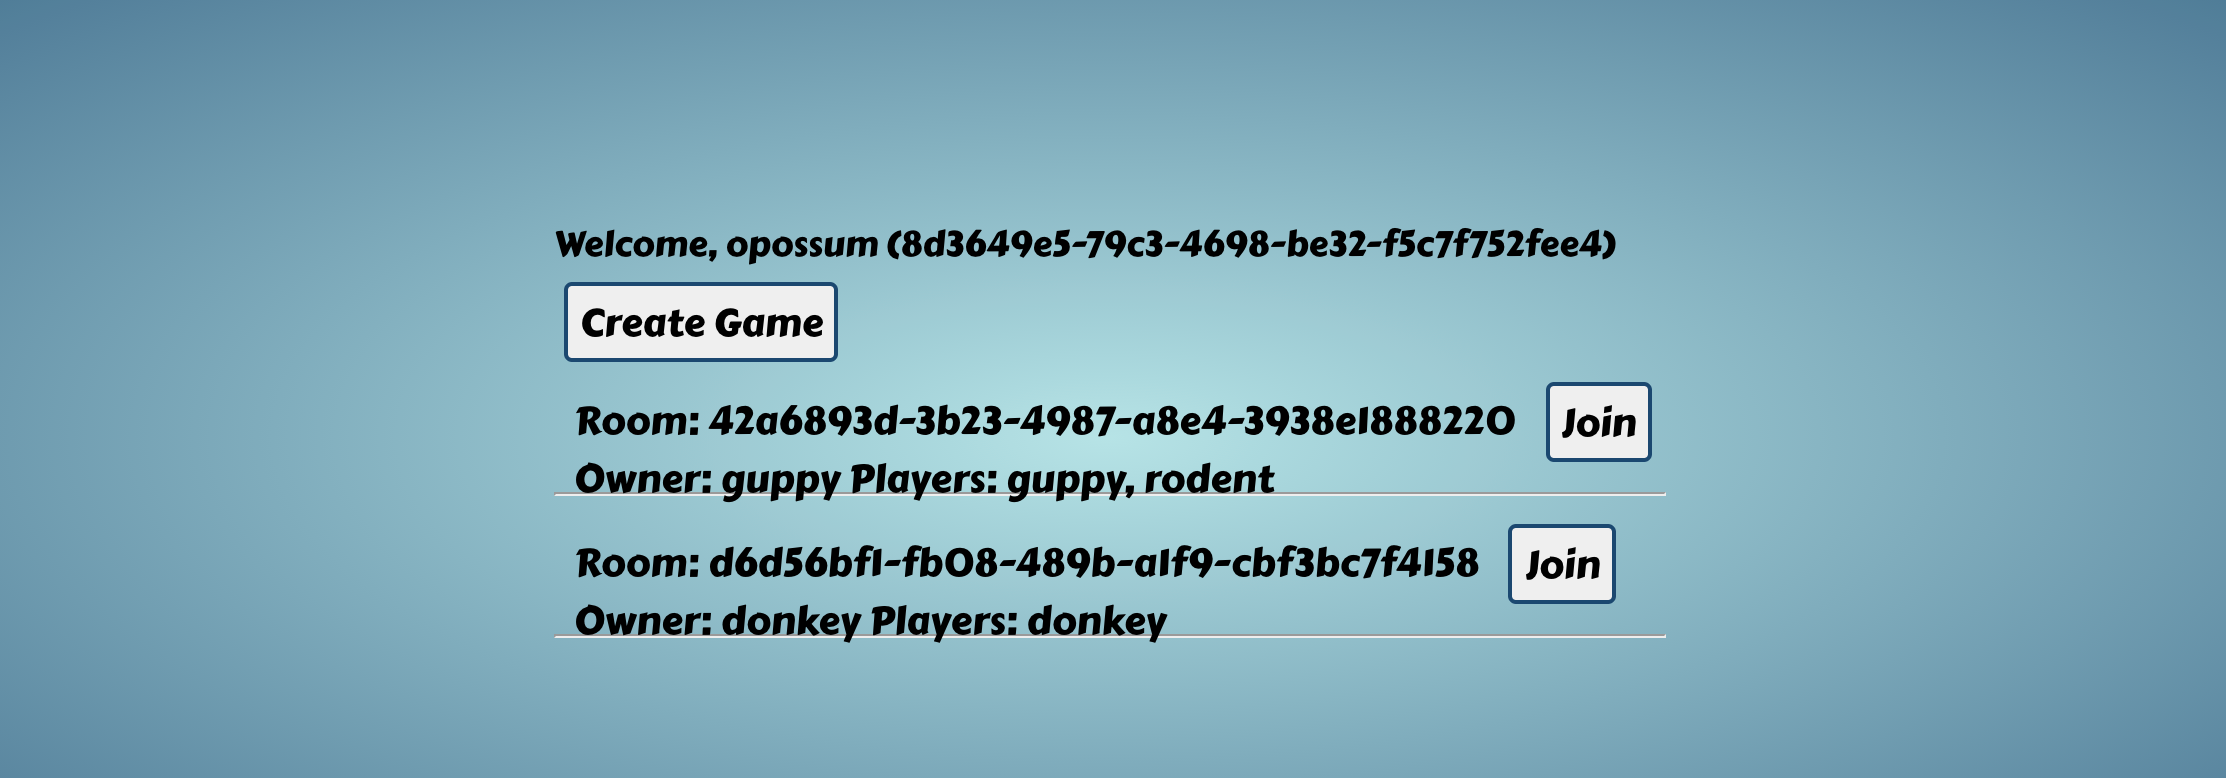 Welcome, opossum (8d3649e5-79c3-4698-be32-f5c7f752fee4)
Create Game
Room: 42a6893d-3b23-4987-a8e4-3938e1888220 Join
Owner: guppy Players: guppy, rodent
Room: d6d56bf1-fb08-489b-a1f9-cbf3bc7f4158 Join
Owner: donkey Players: donkey